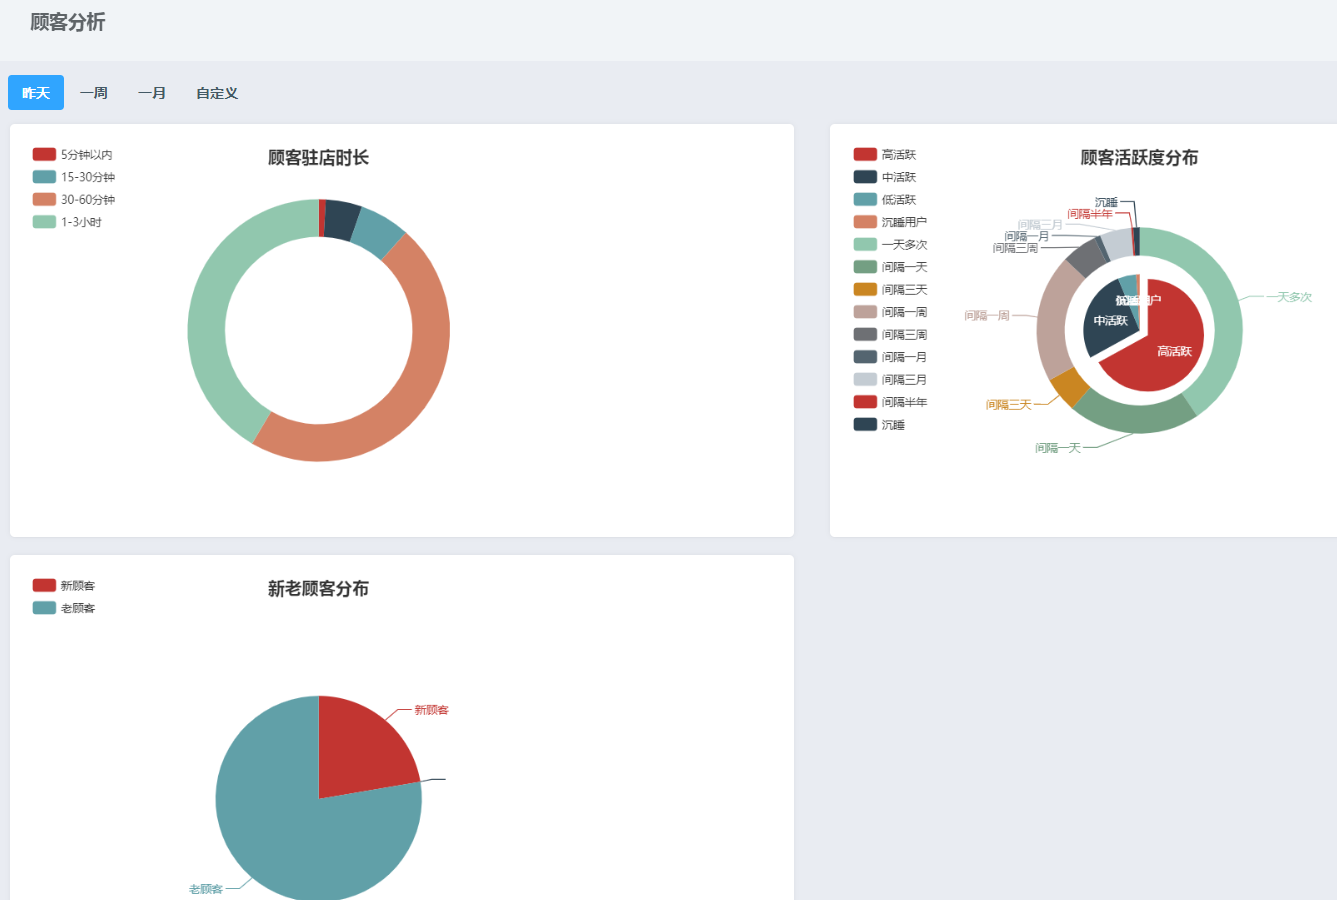 顾客分析
昨天 一周 一月 自定义
顾客驻店时长
5分钟以内
15-30分钟
30-60分钟
1-3小时
顾客活跃度分布
高活跃
中活跃
低活跃
沉睡用户
一天多次
间隔一天
间隔三天
间隔一周
间隔三周
间隔一月
间隔三月
间隔半年
沉睡
沉睡
间隔半年
间隔三月
间隔一月
间隔三周
一天多次
间隔一周
中活跃
高活跃
间隔三天
间隔一天
新老顾客分布
新顾客
老顾客
新顾客
老顾客